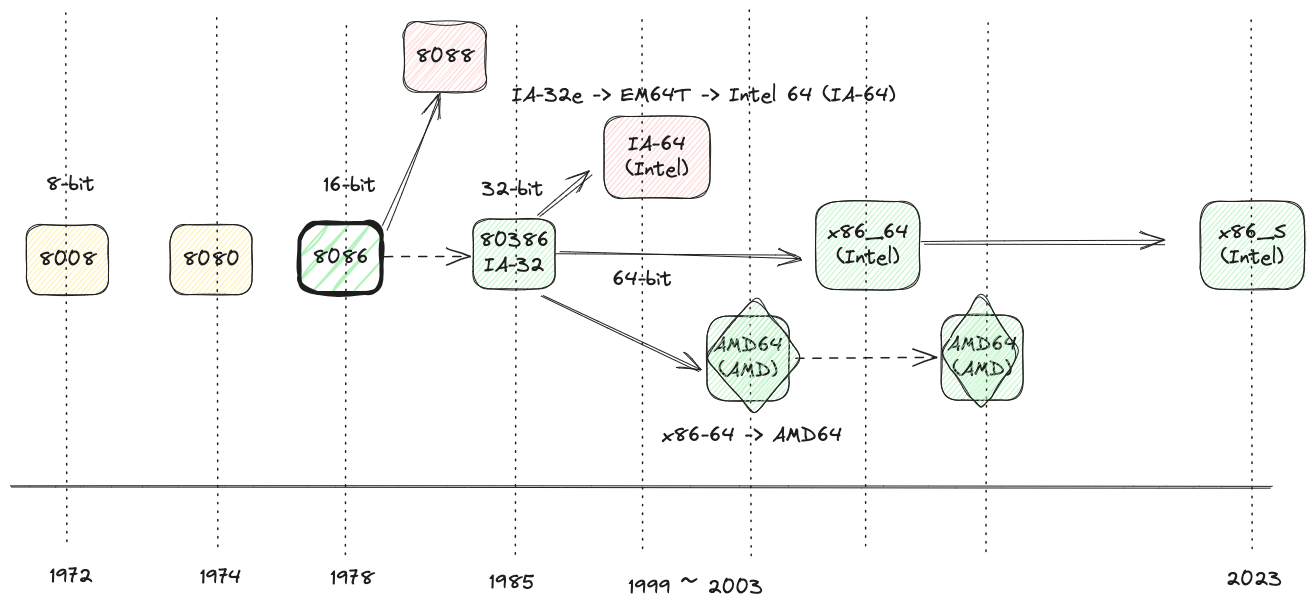 8088
IA-32e -> EM64T -> Intel 64 (IA-64)
IA-64
(Intel)
8-bit
16-bit
32-bit
8008
8080
8086
80386
IA-32
x86_64
(Intel)
x86_S
(Intel)
64-bit
AMD64
(AMD)
AMD64
(AMD)
x86-64 -> AMD64
1972
1974
1978
1985
1999 ~ 2003
2023